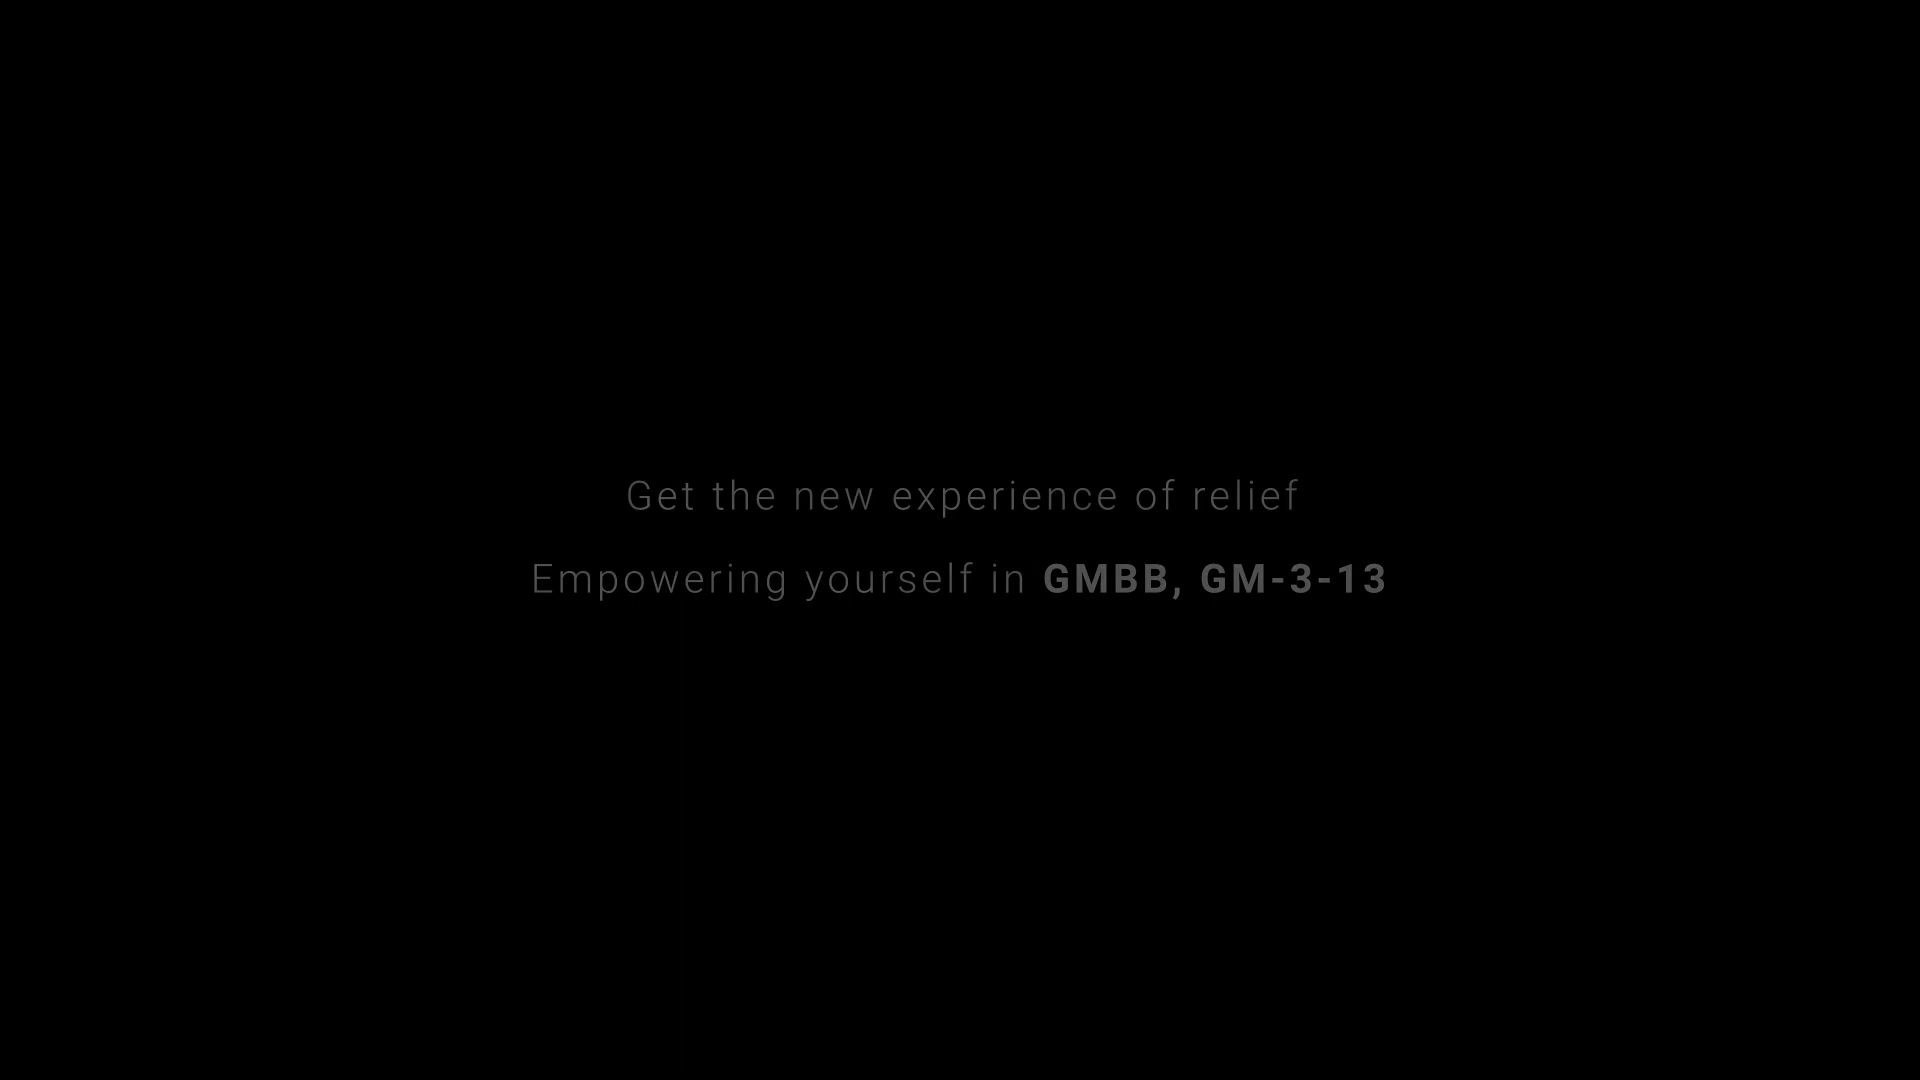 Get the new experience of relief
Empowering yourself in GMBB, GM-3-13